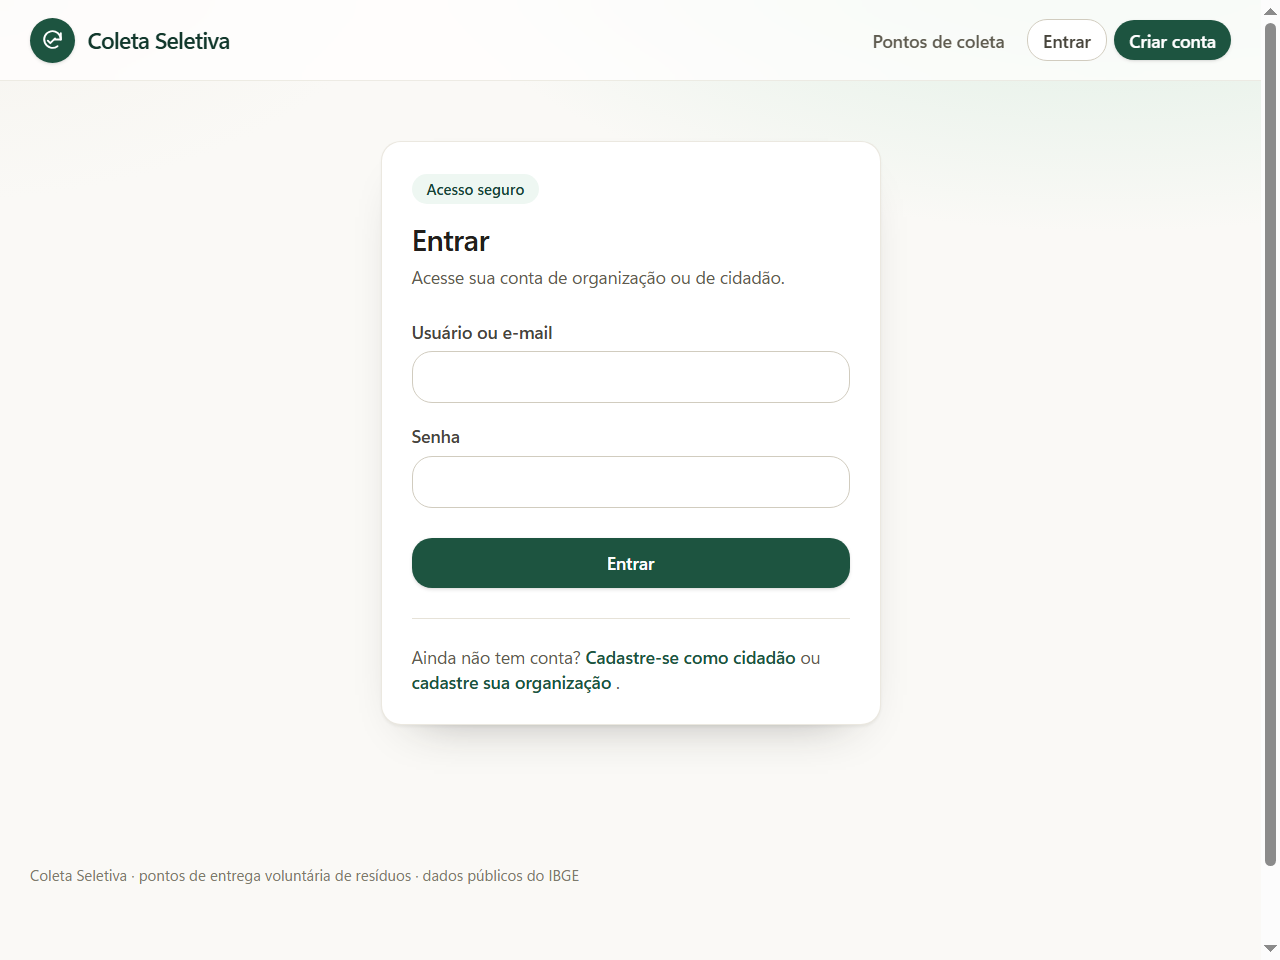 Coleta Seletiva
Pontos de coleta
Entrar
Criar conta
Acesso seguro
Entrar
Acesse sua conta de organização ou de cidadão.
Usuário ou e-mail
Senha
Entrar
Ainda não tem conta? Cadastre-se como cidadão ou
cadastre sua organização .
Coleta Seletiva · pontos de entrega voluntária de resíduos · dados públicos do IBGE